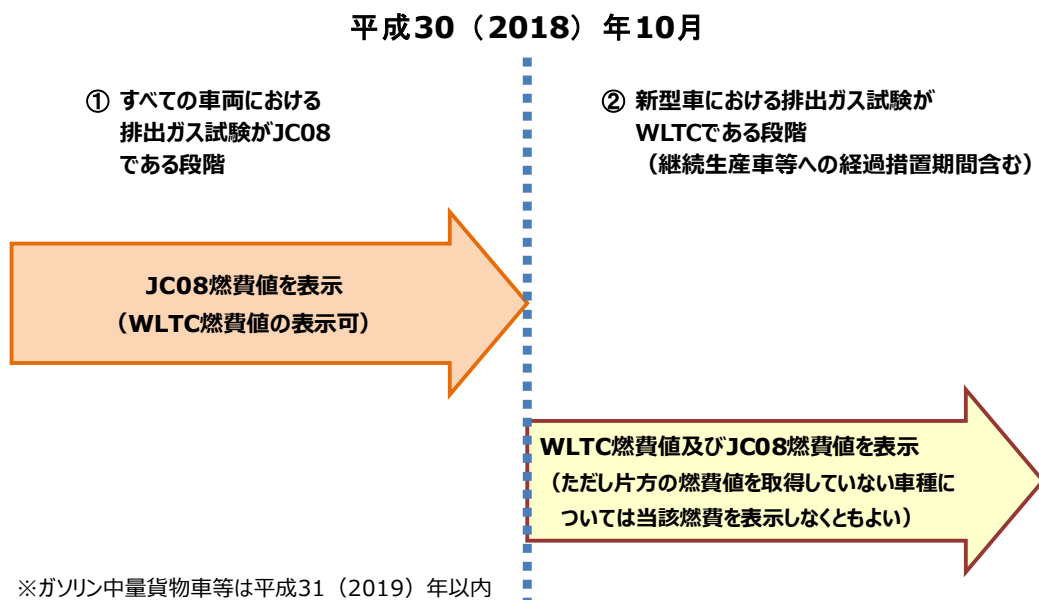 平成30（2018）年10月
① すべての車両における
排出ガス試験がJC08
である段階
② 新型車における排出ガス試験が
WLTCである段階
（継続生産車等への経過措置期間含む）
JC08燃費値を表示
（WLTC燃費値の表示可）
WLTC燃費値及びJC08燃費値を表示
（ただし片方の燃費値を取得していない車種に
ついては当該燃費を表示しなくともよい）
※ガソリン中量貨物車等は平成31（2019）年以内